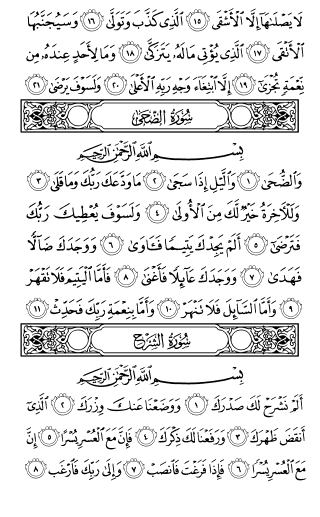 لَا يَصْلَىٰهَآ إِلَّا ٱلْأَشْقَى ١٥ ٱلَّذِى كَذَّبَ وَتَوَلَّىٰ ١٦ وَسَيُجَنَّبُهَا
ٱلْأَتْقَى ١٧ ٱلَّذِى يُؤْتِى مَالَهُۥ يَتَزَكَّىٰ ١٨ وَمَا لِأَحَدٍ عِندَهُۥ مِن
نِّعْمَةٍ تُجْزَىٰٓ ١٩ إِلَّا ٱبْتِغَآءَ وَجْهِ رَبِّهِ ٱلْأَعْلَىٰ ٢٠ وَلَسَوْفَ يَرْضَىٰ ٢١
سُورَةُ الضُّحَىٰ
بِسْمِ ٱللَّهِ ٱلرَّحْمَٰنِ ٱلرَّحِيمِ
وَٱلضُّحَىٰ ١ وَٱلَّيْلِ إِذَا سَجَىٰ ٢ مَا وَدَّعَكَ رَبُّكَ وَمَا قَلَىٰ ٣
وَلَلْءَاخِرَةُ خَيْرٌ لَّكَ مِنَ ٱلْأُولَىٰ ٤ وَلَسَوْفَ يُعْطِيكَ رَبُّكَ
فَتَرْضَىٰٓ ٥ أَلَمْ يَجِدْكَ يَتِيمًا فَـَٔاوَىٰ ٦ وَوَجَدَكَ ضَآلًّا
فَهَدَىٰ ٧ وَوَجَدَكَ عَآئِلًا فَأَغْنَىٰ ٨ فَأَمَّا ٱلْيَتِيمَ فَلَا تَقْهَرْ
٩ وَأَمَّا ٱلسَّآئِلَ فَلَا تَنْهَرْ ١٠ وَأَمَّا بِنِعْمَةِ رَبِّكَ فَحَدِّثْ ١١
سُورَةُ الشَّرْحِ
بِسْمِ ٱللَّهِ ٱلرَّحْمَٰنِ ٱلرَّحِيمِ
أَلَمْ نَشْرَحْ لَكَ صَدْرَكَ ١ وَوَضَعْنَا عَنكَ وِزْرَكَ ٢ ٱلَّذِىٓ
أَنقَضَ ظَهْرَكَ ٣ وَرَفَعْنَا لَكَ ذِكْرَكَ ٤ فَإِنَّ مَعَ ٱلْعُسْرِ يُسْرًا ٥ إِنَّ
مَعَ ٱلْعُسْرِ يُسْرًا ٦ فَإِذَا فَرَغْتَ فَٱنصَبْ ٧ وَإِلَىٰ رَبِّكَ فَٱرْغَب ٨